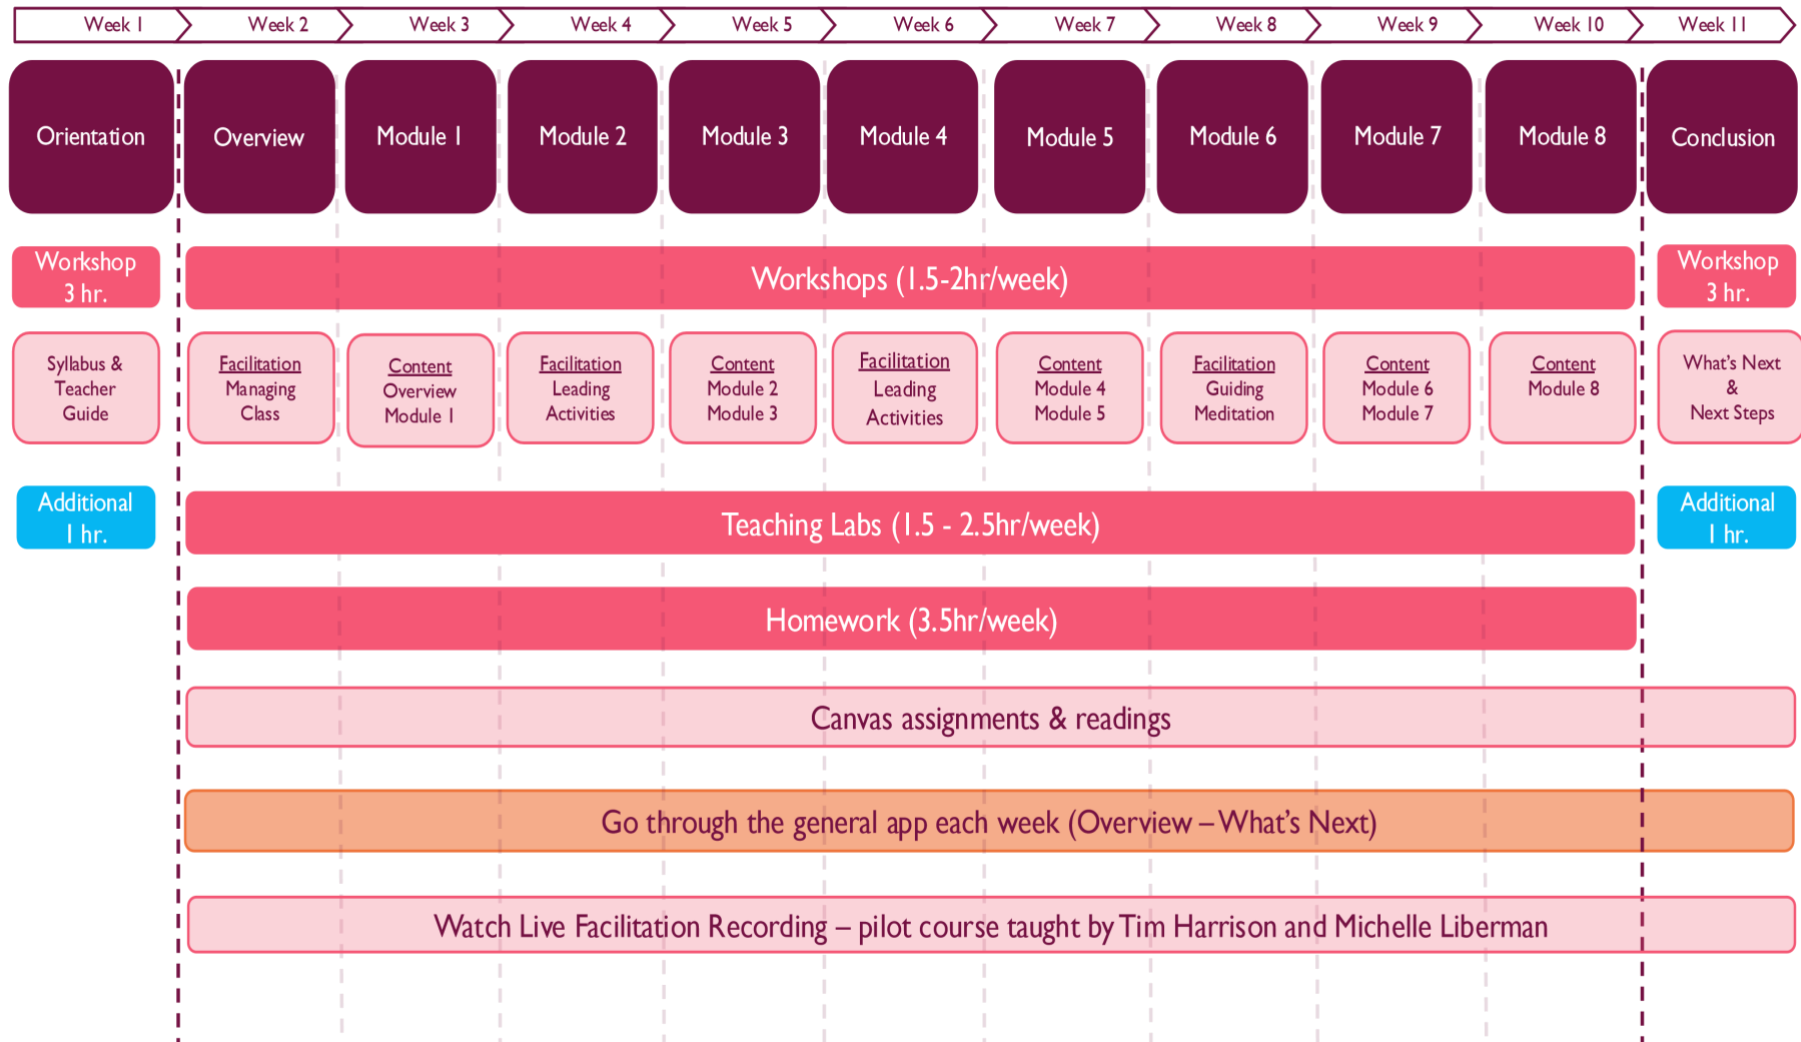 Week 1
Week 2
Week 3
Week 4
Week 5
Week 6
Week 7
Week 8
Week 9
Week 10
Week 11
Orientation
Overview
Module 1
Module 2
Module 3
Module 4
Module 5
Module 6
Module 7
Module 8
Conclusion
Workshop
3 hr.
Workshops (1.5-2hr/week)
Workshop
3 hr.
Syllabus &
Teacher
Guide
Facilitation
Managing
Class
Content
Overview
Module 1
Facilitation
Leading
Activities
Content
Module 2
Module 3
Facilitation
Leading
Activities
Content
Module 4
Module 5
Facilitation
Guiding
Meditation
Content
Module 6
Module 7
Content
Module 8
What's Next
&
Next Steps
Additional
1 hr.
Teaching Labs (1.5 - 2.5hr/week)
Additional
1 hr.
Homework (3.5hr/week)
Canvas assignments & readings
Go through the general app each week (Overview – What's Next)
Watch Live Facilitation Recording – pilot course taught by Tim Harrison and Michelle Liberman